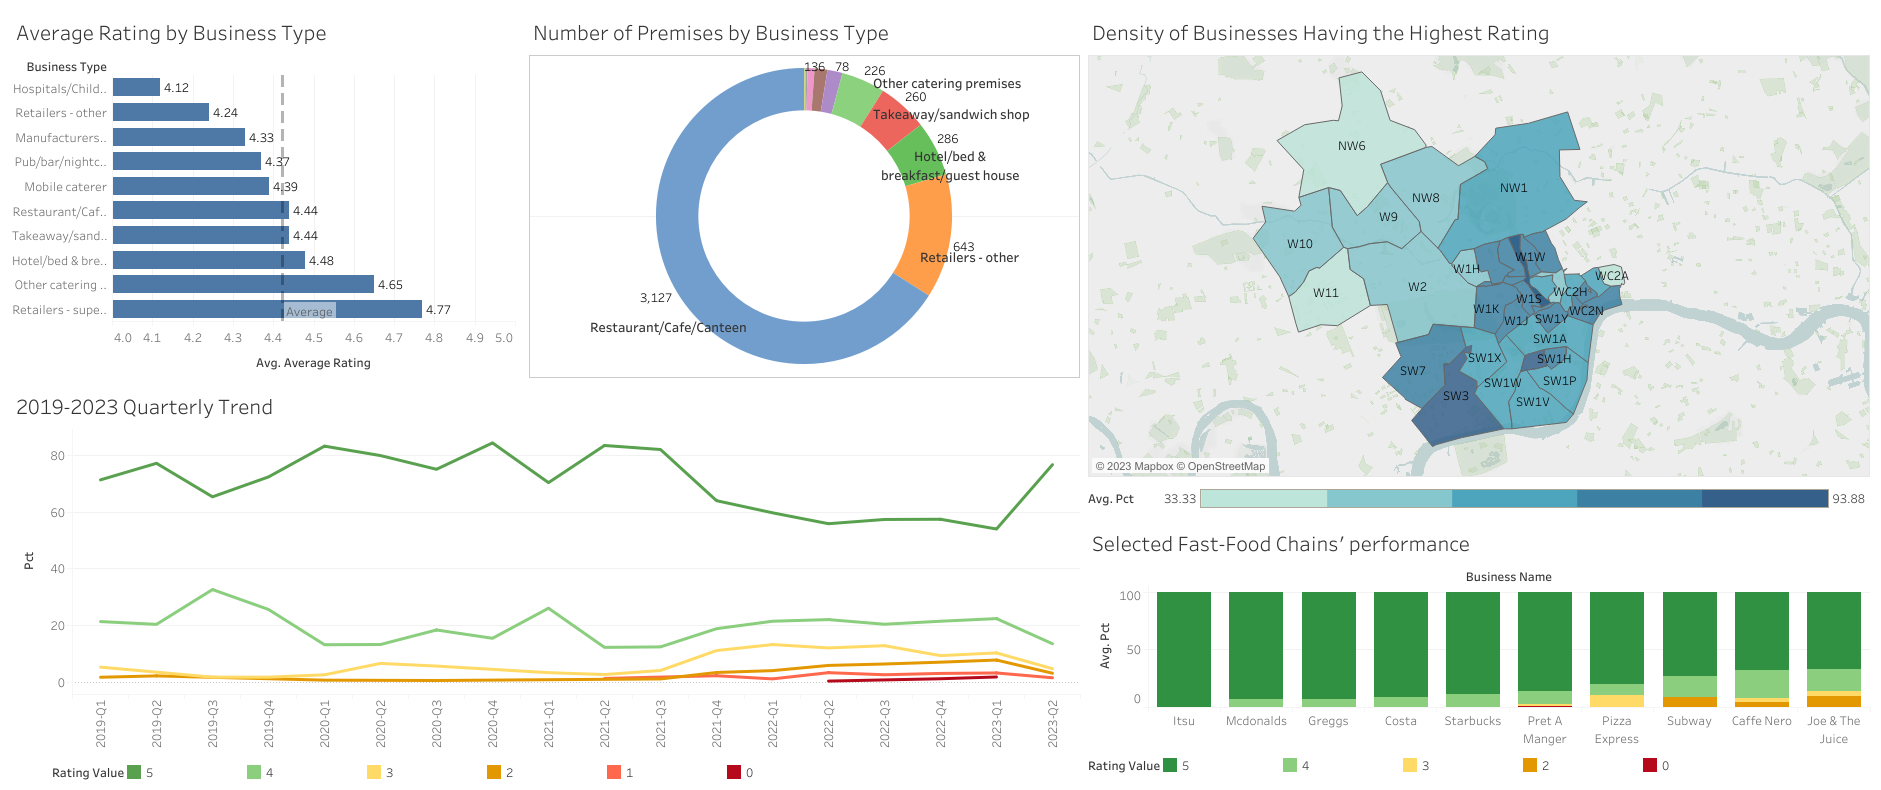 Average Rating by Business Type
Business Type
Hospitals/Child.. 4.12
Retailers - other 4.24
Manufacturers.. 4.33
Pub/bar/nightc.. 4.37
Mobile caterer 4.39
Restaurant/Caf.. 4.44
Takeaway/sand.. 4.44
Hotel/bed & bre.. 4.48
Other catering .. 4.65
Retailers - supe.. Average 4.77
4.0 4.1 4.2 4.3 4.4 4.5 4.6 4.7 4.8 4.9 5.0
Avg. Average Rating
Number of Premises by Business Type
136 78 226
Other catering premises
260
Takeaway/sandwich shop
286
Hotel/bed &
breakfast/guest house
643
Retailers - other
3,127
Restaurant/Cafe/Canteen
Density of Businesses Having the Highest Rating
NW6
NW1
NW8
W9
W10
W1W
W1H
WC2A
W2
W11
WC2H
W1S
W1K
WC2N
W1J
SW1Y
SW1A
SW1X
SW1H
SW7
SW1W
SW1P
SW3
SW1V
© 2023 Mapbox © OpenStreetMap
Avg. Pct 33.33 93.88
2019-2023 Quarterly Trend
80
60
40
20
0
Pct
2019-Q1
2019-Q2
2019-Q3
2019-Q4
2020-Q1
2020-Q2
2020-Q3
2020-Q4
2021-Q1
2021-Q2
2021-Q3
2021-Q4
2022-Q1
2022-Q2
2022-Q3
2022-Q4
2023-Q1
2023-Q2
Rating Value 5 4 3 2 1 0
Selected Fast-Food Chains’ performance
Business Name
100
50
0
Avg. Pct
Itsu
Mcdonalds
Greggs
Costa
Starbucks
Pret A
Manger
Pizza
Express
Subway
Caffe Nero
Joe & The
Juice
Rating Value 5 4 3 2 0